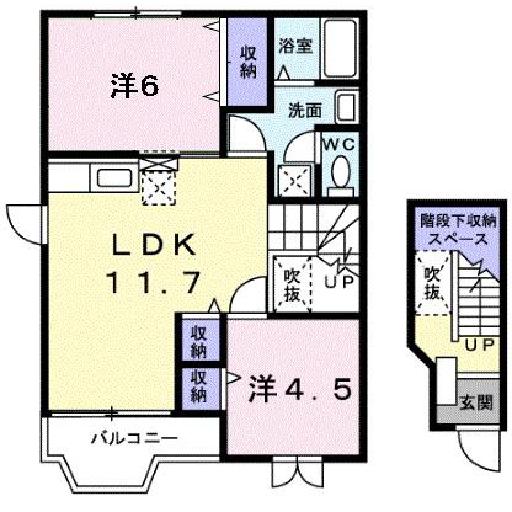 洋6
収納
浴室
洗面
WC
LDK
11.7
吹抜
UP
収納
収納
洋4.5
バルコニー
階段下収納
スペース
吹抜
UP
玄関